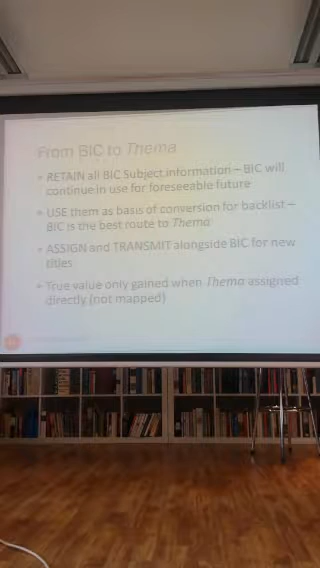 From BIC to Thema
• RETAIN all BIC Subject information – BIC will
continue in use for foreseeable future
• USE them as basis of conversion for backlist –
BIC is the best route to Thema
• ASSIGN and TRANSMIT alongside BIC for new
titles
• True value only gained when Thema assigned
directly (not mapped)